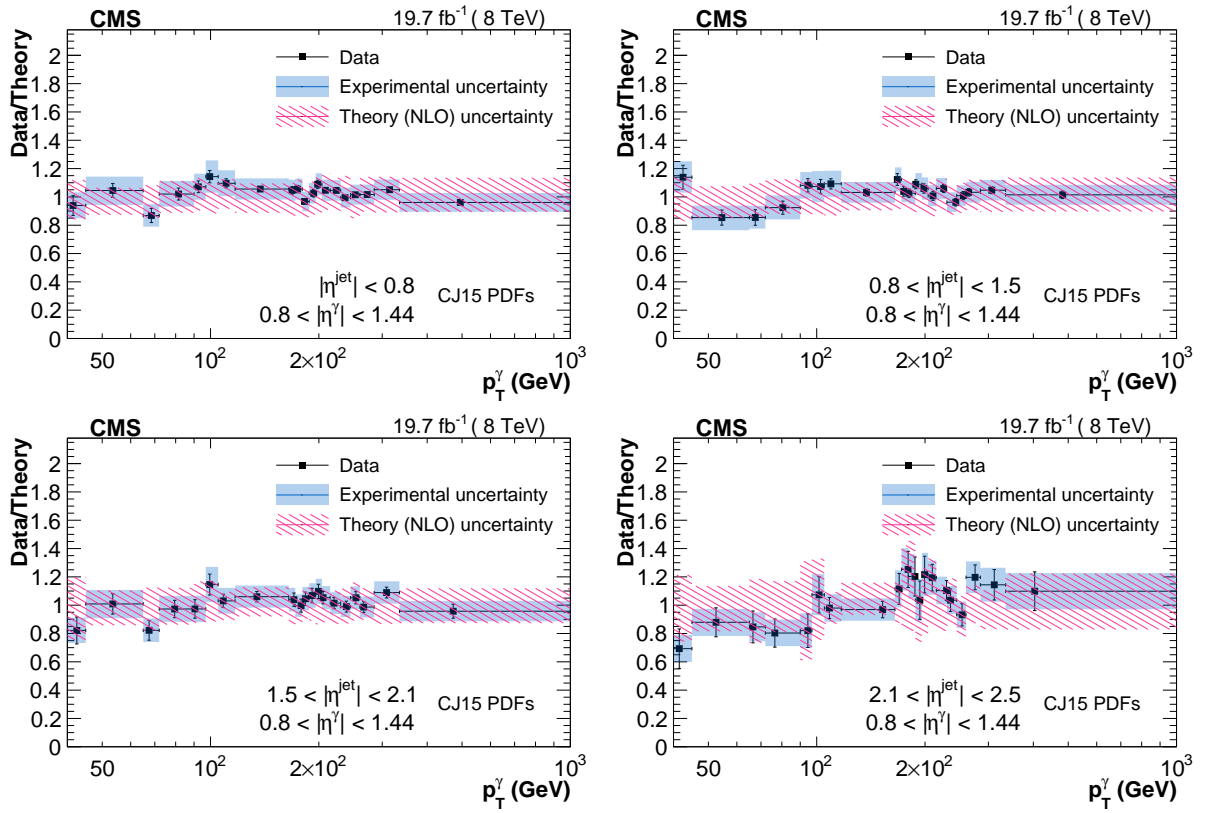 CMS 19.7 fb⁻¹ ( 8 TeV)
Data/Theory
2
1.8
1.6
1.4
1.2
1
0.8
0.6
0.4
0.2
0
Data
Experimental uncertainty
Theory (NLO) uncertainty
|η^jet| < 0.8
0.8 < |η^γ| < 1.44
CJ15 PDFs
50 10² 2×10² 10³
p_T^γ (GeV)
CMS 19.7 fb⁻¹ ( 8 TeV)
Data/Theory
2
1.8
1.6
1.4
1.2
1
0.8
0.6
0.4
0.2
0
Data
Experimental uncertainty
Theory (NLO) uncertainty
0.8 < |η^jet| < 1.5
0.8 < |η^γ| < 1.44
CJ15 PDFs
50 10² 2×10² 10³
p_T^γ (GeV)
CMS 19.7 fb⁻¹ ( 8 TeV)
Data/Theory
2
1.8
1.6
1.4
1.2
1
0.8
0.6
0.4
0.2
0
Data
Experimental uncertainty
Theory (NLO) uncertainty
1.5 < |η^jet| < 2.1
0.8 < |η^γ| < 1.44
CJ15 PDFs
50 10² 2×10² 10³
p_T^γ (GeV)
CMS 19.7 fb⁻¹ ( 8 TeV)
Data/Theory
2
1.8
1.6
1.4
1.2
1
0.8
0.6
0.4
0.2
0
Data
Experimental uncertainty
Theory (NLO) uncertainty
2.1 < |η^jet| < 2.5
0.8 < |η^γ| < 1.44
CJ15 PDFs
50 10² 2×10² 10³
p_T^γ (GeV)